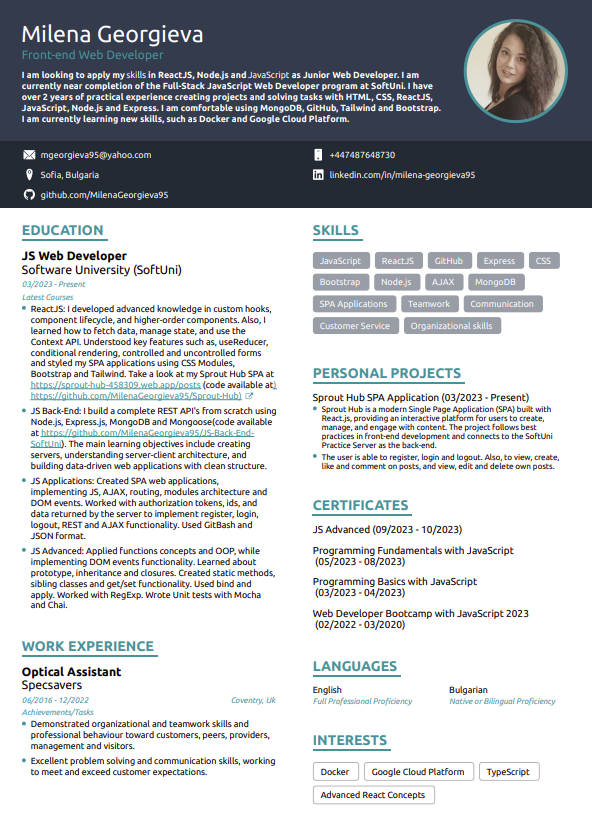 Milena Georgieva
Front-end Web Developer
I am looking to apply my skills in ReactJS, Node.js and JavaScript as Junior Web Developer. I am
currently near completion of the Full-Stack JavaScript Web Developer program at SoftUni. I have
over 2 years of practical experience creating projects and solving tasks with HTML, CSS, ReactJS,
JavaScript, Node.js and Express. I am comfortable using MongoDB, GitHub, Tailwind and Bootstrap.
I am currently learning new skills, such as Docker and Google Cloud Platform.
mgeorgieva95@yahoo.com
+447487648730
Sofia, Bulgaria
linkedin.com/in/milena-georgieva95
github.com/MilenaGeorgieva95
EDUCATION
JS Web Developer
Software University (SoftUni)
03/2023 - Present
Latest Courses
ReactJS: I developed advanced knowledge in custom hooks,
component lifecycle, and higher-order components. Also, I
learned how to fetch data, manage state, and use the
Context API. Understood key features such as, useReducer,
conditional rendering, controlled and uncontrolled forms
and styled my SPA applications using CSS Modules,
Bootstrap and Tailwind. Take a look at my Sprout Hub SPA at
https://sprout-hub-458309.web.app/posts (code available at)
https://github.com/MilenaGeorgieva95/Sprout-Hub)
JS Back-End: I build a complete REST API's from scratch using
Node.js, Express.js, MongoDB and Mongoose(code available
at https://github.com/MilenaGeorgieva95/JS-Back-End-
SoftUni). The main learning objectives include creating
servers, understanding server-client architecture, and
building data-driven web applications with clean structure.
JS Applications: Created SPA web applications,
implementing JS, AJAX, routing, modules architecture and
DOM events. Worked with authorization tokens, ids, and
data returned by the server to implement register, login,
logout, REST and AJAX functionality. Used GitBash and
JSON format.
JS Advanced: Applied functions concepts and OOP, while
implementing DOM events functionality. Learned about
prototype, inheritance and closures. Created static methods,
sibling classes and get/set functionality. Used bind and
apply. Worked with RegExp. Wrote Unit tests with Mocha
and Chai.
WORK EXPERIENCE
Optical Assistant
Specsavers
06/2016 - 12/2022
Coventry, Uk
Achievements/Tasks
Demonstrated organizational and teamwork skills and
professional behaviour toward customers, peers, providers,
management and visitors.
Excellent problem solving and communication skills, working
to meet and exceed customer expectations.
SKILLS
JavaScript ReactJS GitHub Express CSS
Bootstrap Node.js AJAX MongoDB
SPA Applications Teamwork Communication
Customer Service Organizational skills
PERSONAL PROJECTS
Sprout Hub SPA Application (03/2023 - Present)
Sprout Hub is a modern Single Page Application (SPA) built with
React.js, providing an interactive platform for users to create,
manage, and engage with content. The project follows best
practices in front-end development and connects to the SoftUni
Practice Server as the back-end.
The user is able to register, login and logout. Also, to view, create,
like and comment on posts, and view, edit and delete own posts.
CERTIFICATES
JS Advanced (09/2023 - 10/2023)
Programming Fundamentals with JavaScript
(05/2023 - 08/2023)
Programming Basics with JavaScript
(03/2023 - 04/2023)
Web Developer Bootcamp with JavaScript 2023
(02/2022 - 03/2020)
LANGUAGES
English
Full Professional Proficiency
Bulgarian
Native or Bilingual Proficiency
INTERESTS
Docker Google Cloud Platform TypeScript
Advanced React Concepts